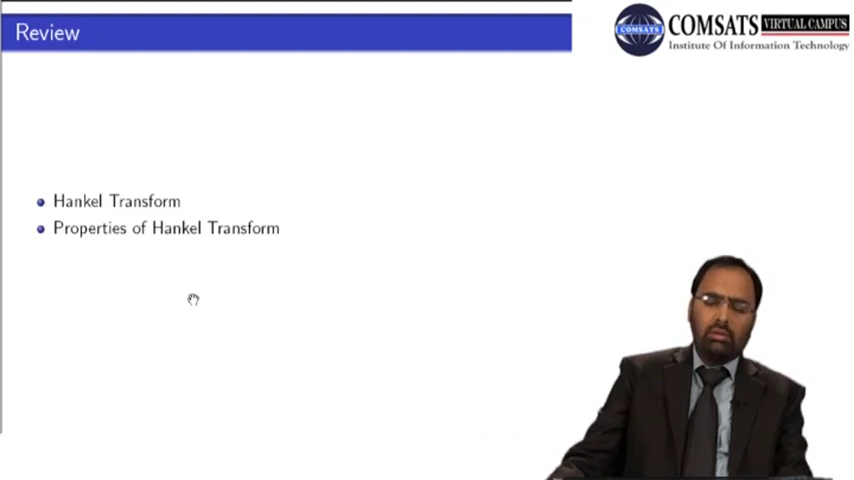 Review
COMSATS VIRTUAL CAMPUS
COMSATS
Institute Of Information Technology
Hankel Transform
Properties of Hankel Transform